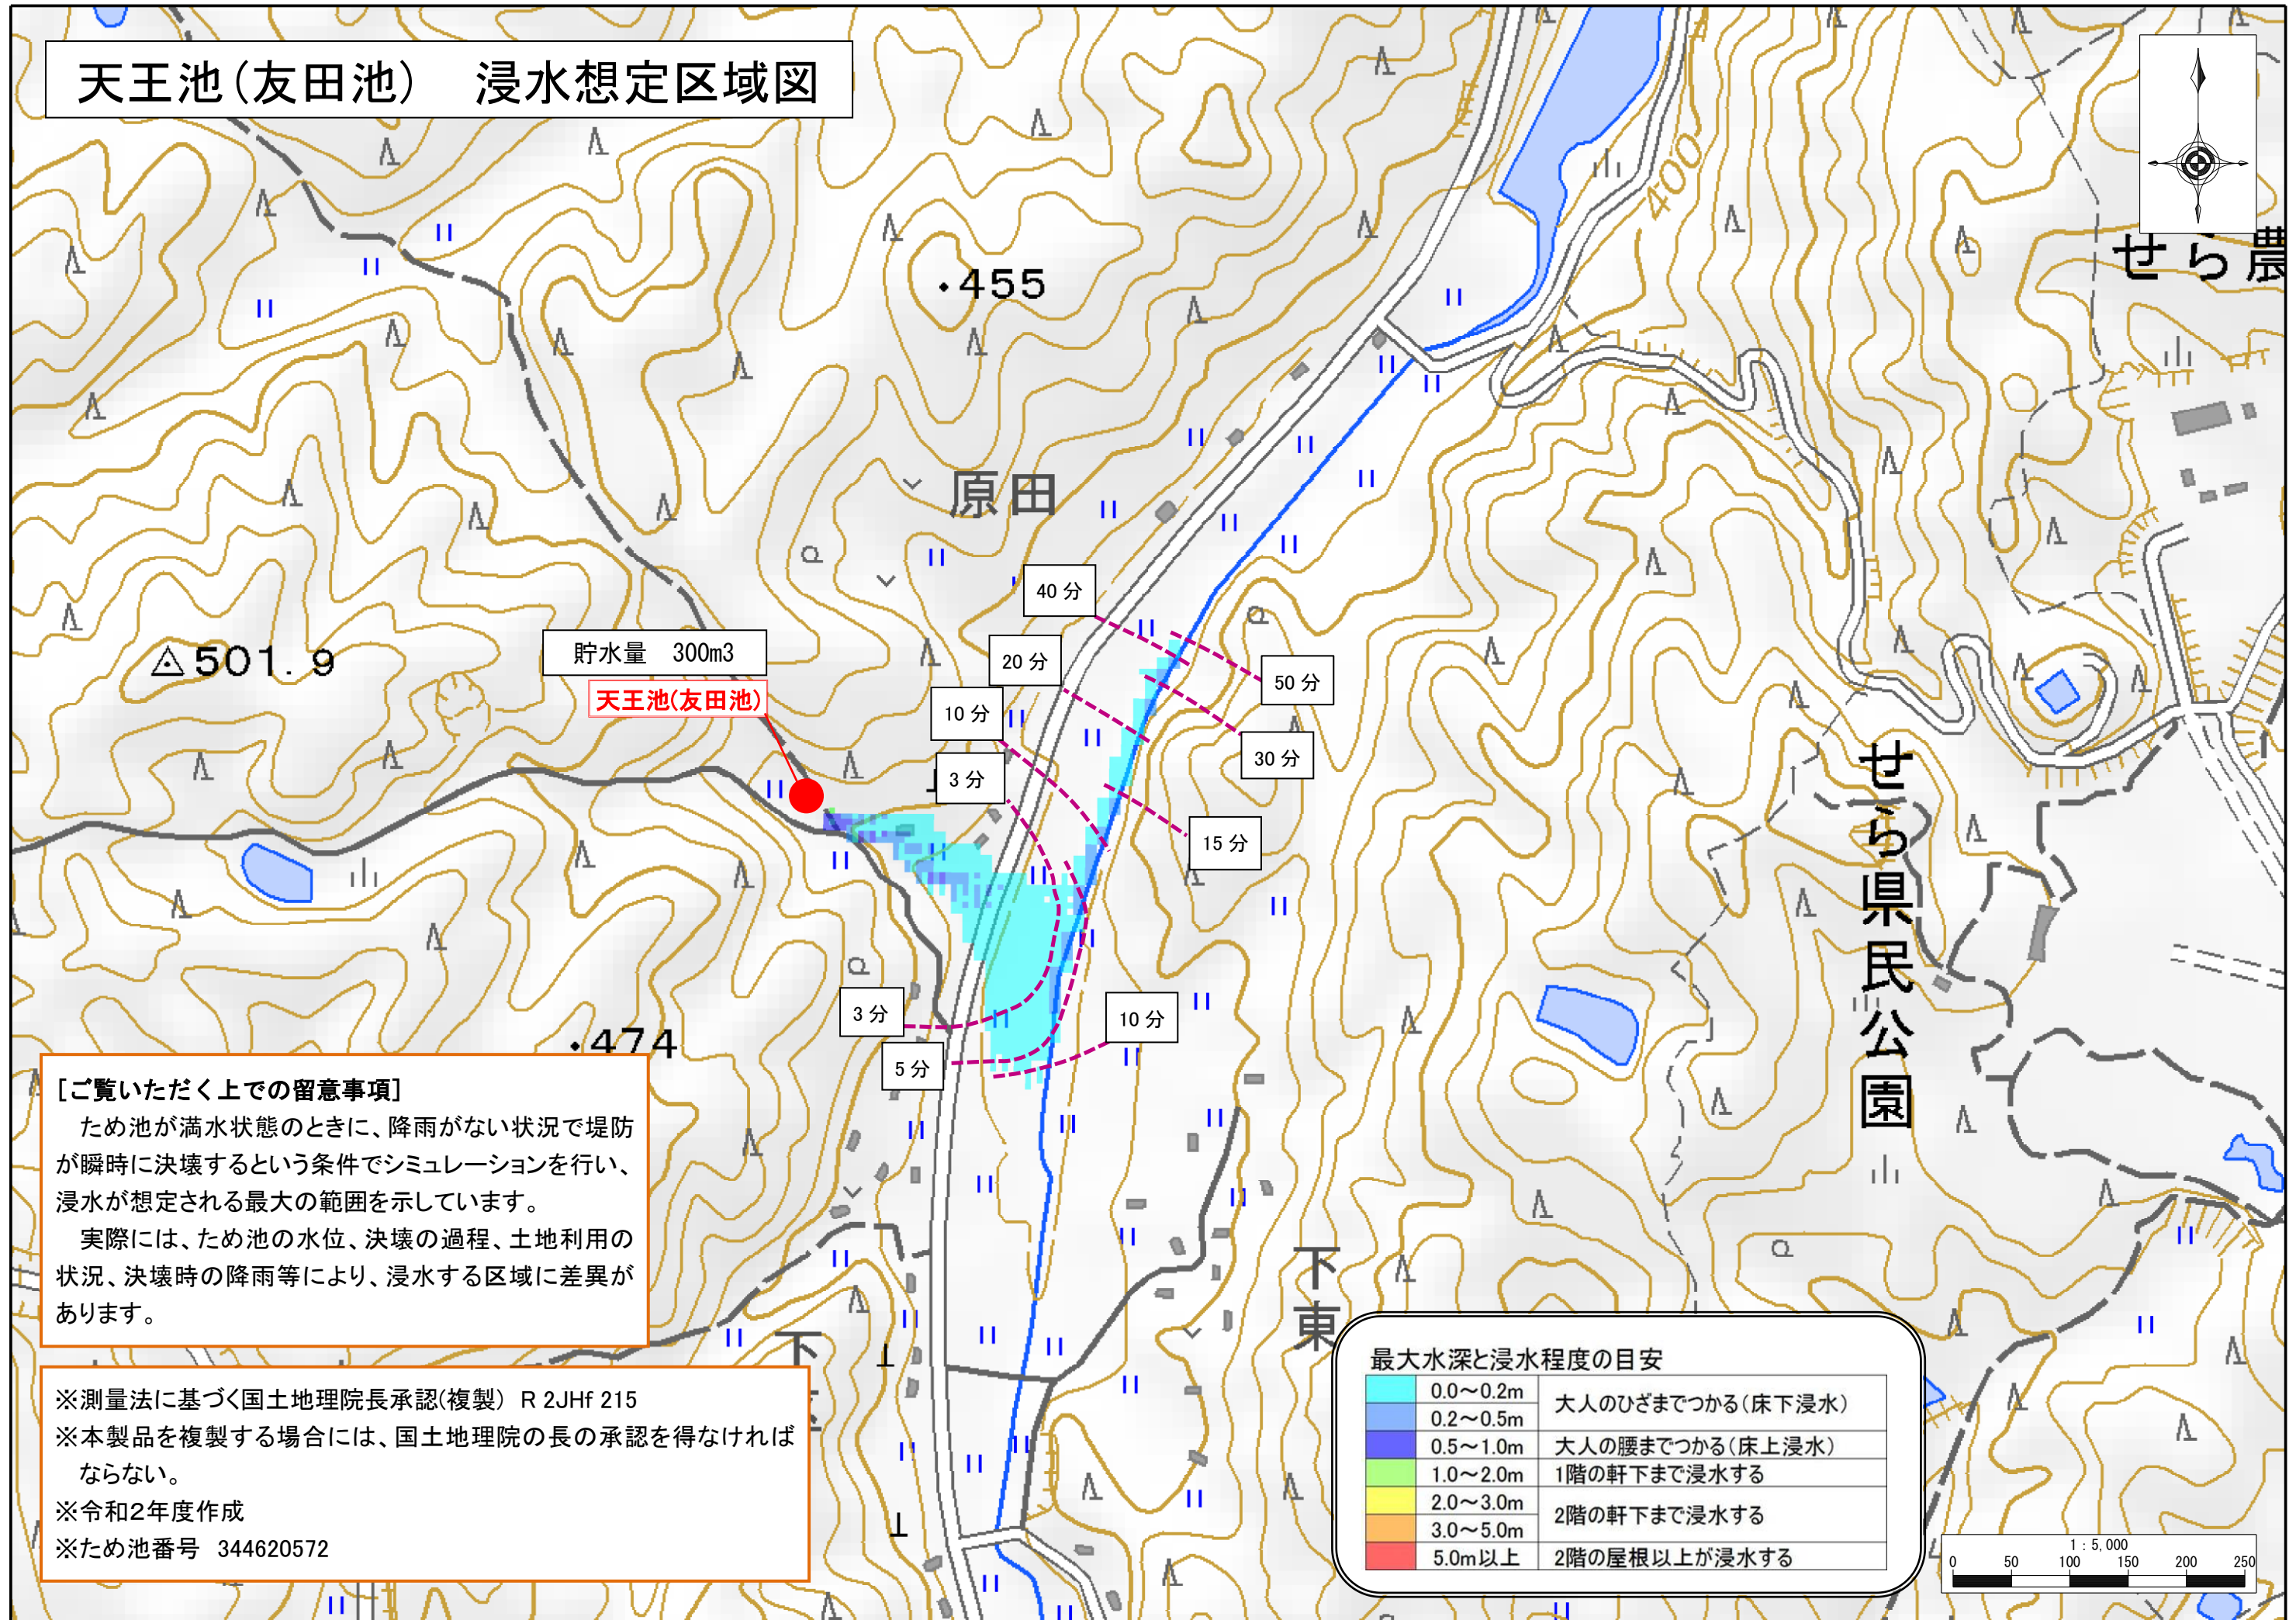 天王池(友田池)　浸水想定区域図
400
せら農
・455
原田
40 分
20 分
50 分
貯水量　300m3
501.9
天王池(友田池)
10 分
30 分
3 分
15 分
せら県民公園
3 分
10 分
・474
5 分
[ご覧いただく上での留意事項]
ため池が満水状態のときに、降雨がない状況で堤防
が瞬時に決壊するという条件でシミュレーションを行い、
浸水が想定される最大の範囲を示しています。
実際には、ため池の水位、決壊の過程、土地利用の
状況、決壊時の降雨等により、浸水する区域に差異が
あります。
下東
下
※測量法に基づく国土地理院長承認(複製) R 2JHf 215
※本製品を複製する場合には、国土地理院の長の承認を得なければ
ならない。
※令和2年度作成
※ため池番号 344620572
最大水深と浸水程度の目安
0.0～0.2m 大人のひざまでつかる(床下浸水)
0.2～0.5m
0.5～1.0m 大人の腰までつかる(床上浸水)
1.0～2.0m 1階の軒下まで浸水する
2.0～3.0m 2階の軒下まで浸水する
3.0～5.0m
5.0m以上 2階の屋根以上が浸水する
1：5,000
0 50 100 150 200 250